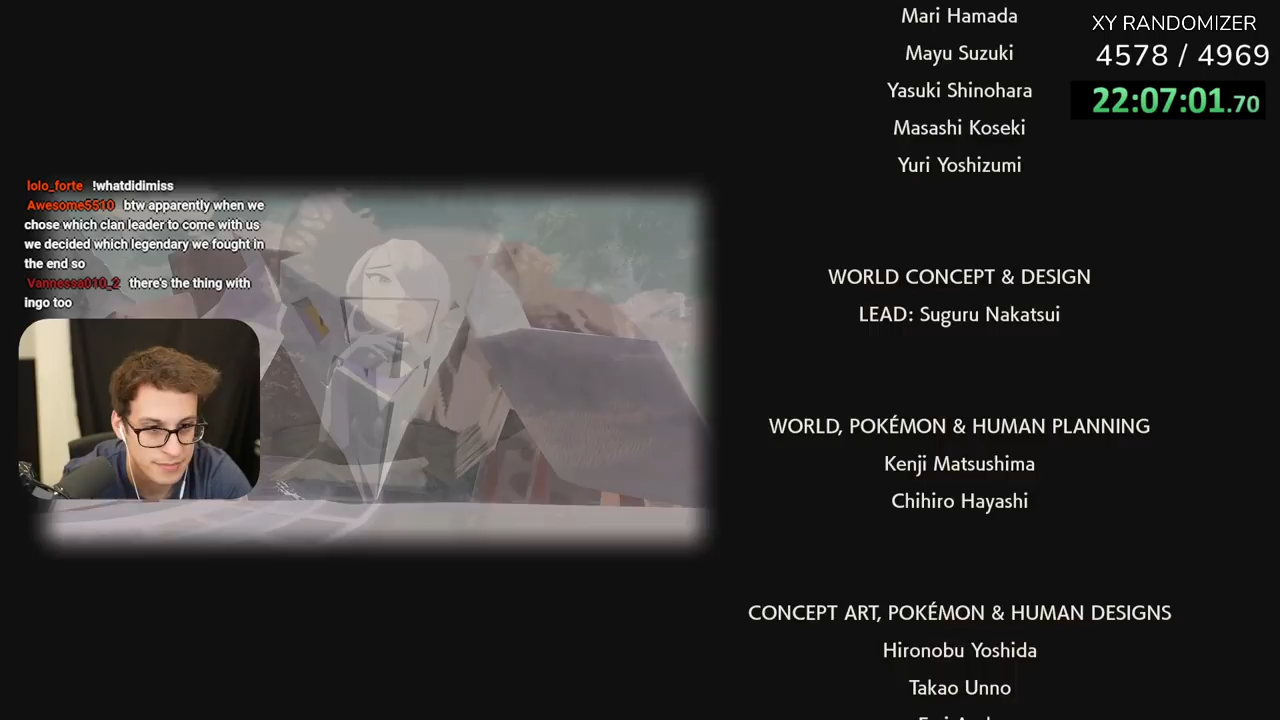 Mari Hamada
Mayu Suzuki
Yasuki Shinohara
Masashi Koseki
Yuri Yoshizumi
XY RANDOMIZER
4578 / 4969
22:07:01.70
lolo_forte !whatdidimiss
Awesome5510 btw apparently when we
chose which clan leader to come with us
we decided which legendary we fought in
the end so
Vannessa010_2 there's the thing with
ingo too
WORLD CONCEPT & DESIGN
LEAD: Suguru Nakatsui
WORLD, POKÉMON & HUMAN PLANNING
Kenji Matsushima
Chihiro Hayashi
CONCEPT ART, POKÉMON & HUMAN DESIGNS
Hironobu Yoshida
Takao Unno